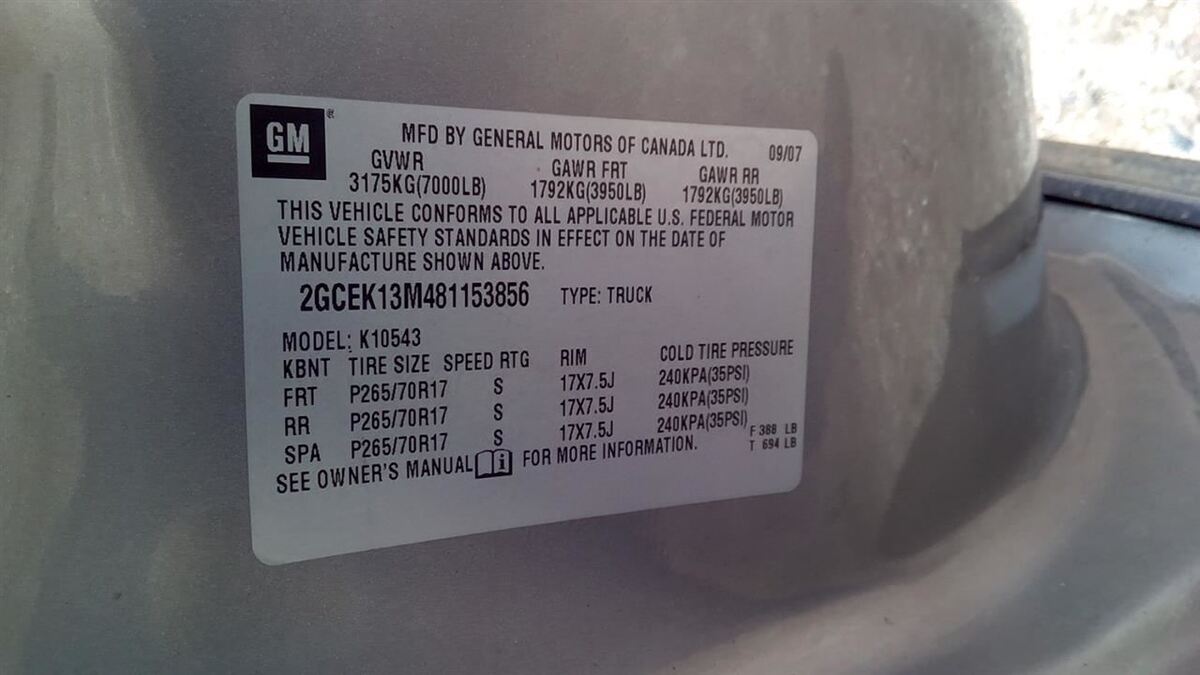 GM®
MFD BY GENERAL MOTORS OF CANADA LTD. 09/07
GVWR GAWR FRT GAWR RR
3175KG(7000LB) 1792KG(3950LB) 1792KG(3950LB)
THIS VEHICLE CONFORMS TO ALL APPLICABLE U.S. FEDERAL MOTOR
VEHICLE SAFETY STANDARDS IN EFFECT ON THE DATE OF
MANUFACTURE SHOWN ABOVE.
2GCEK13M481153856 TYPE: TRUCK
MODEL: K10543
KBNT TIRE SIZE SPEED RTG RIM COLD TIRE PRESSURE
FRT P265/70R17 S 17X7.5J 240KPA(35PSI)
RR P265/70R17 S 17X7.5J 240KPA(35PSI)
SPA P265/70R17 S 17X7.5J 240KPA(35PSI)
F 388 LB
T 694 LB
SEE OWNER'S MANUAL FOR MORE INFORMATION.